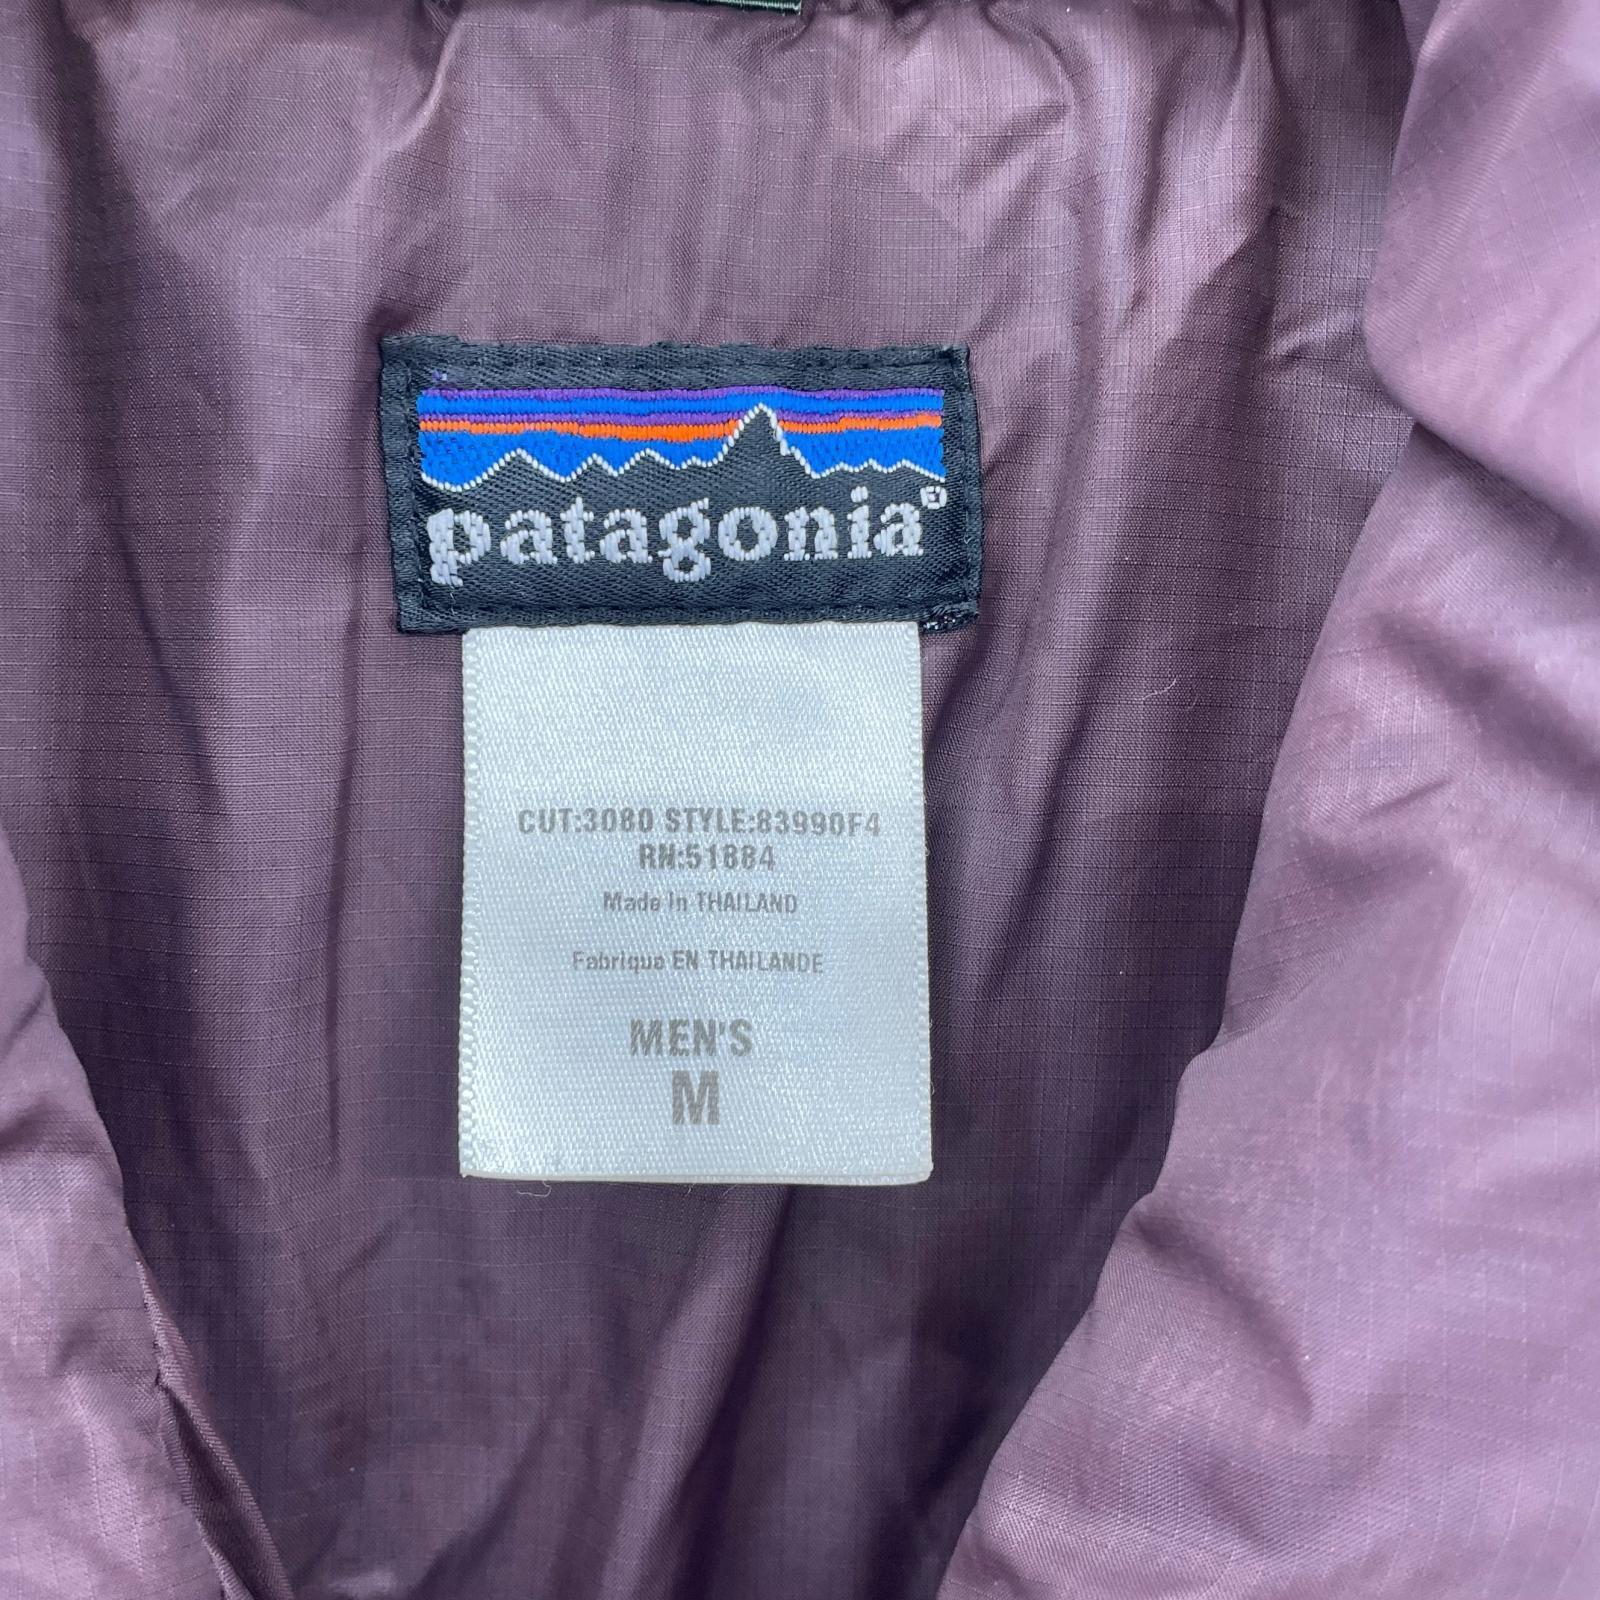 patagonia®
CUT:3080 STYLE:83990F4
RN:51884
Made in THAILAND
Fabrique EN THAILANDE
MEN'S
M